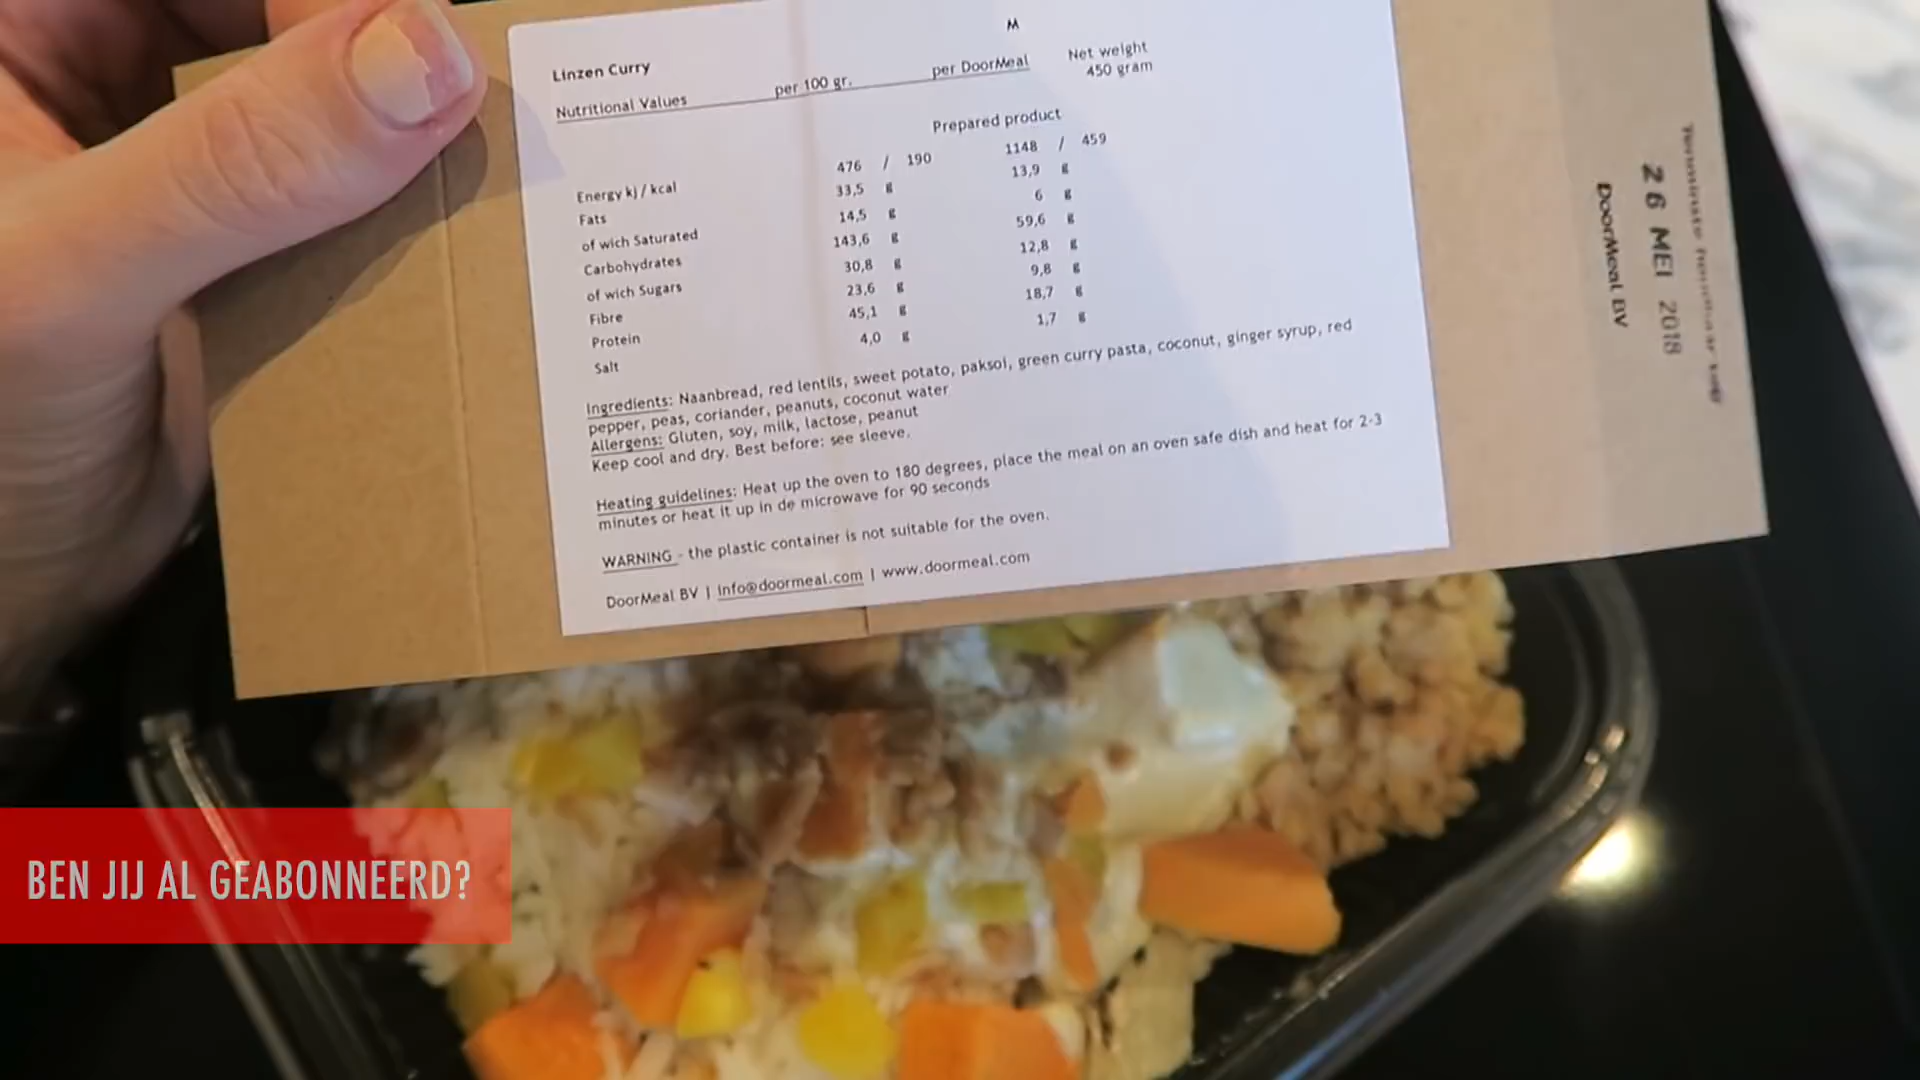 M
Linzen Curry
Nutritional Values per 100 gr. per DoorMeal Net weight
450 gram
Prepared product
Energy kj / kcal 476 / 190 1148 / 459
Fats 33,5 g 13,9 g
of wich Saturated 14,5 g 6 g
Carbohydrates 143,6 g 59,6 g
of wich Sugars 30,8 g 12,8 g
Fibre 23,6 g 9,8 g
Protein 45,1 g 18,7 g
Salt 4,0 g 1,7 g
Ingredients: Naanbread, red lentils, sweet potato, paksoi, green curry pasta, coconut, ginger syrup, red
pepper, peas, coriander, peanuts, coconut water
Allergens: Gluten, soy, milk, lactose, peanut
Keep cool and dry. Best before: see sleeve.
Heating guidelines: Heat up the oven to 180 degrees, place the meal on an oven safe dish and heat for 2-3
minutes or heat it up in de microwave for 90 seconds
WARNING - the plastic container is not suitable for the oven.
DoorMeal BV | info@doormeal.com | www.doormeal.com
Tenminste houdbaar tot
26 MEI 2018
DoorMeal BV
BEN JIJ AL GEABONNEERD?